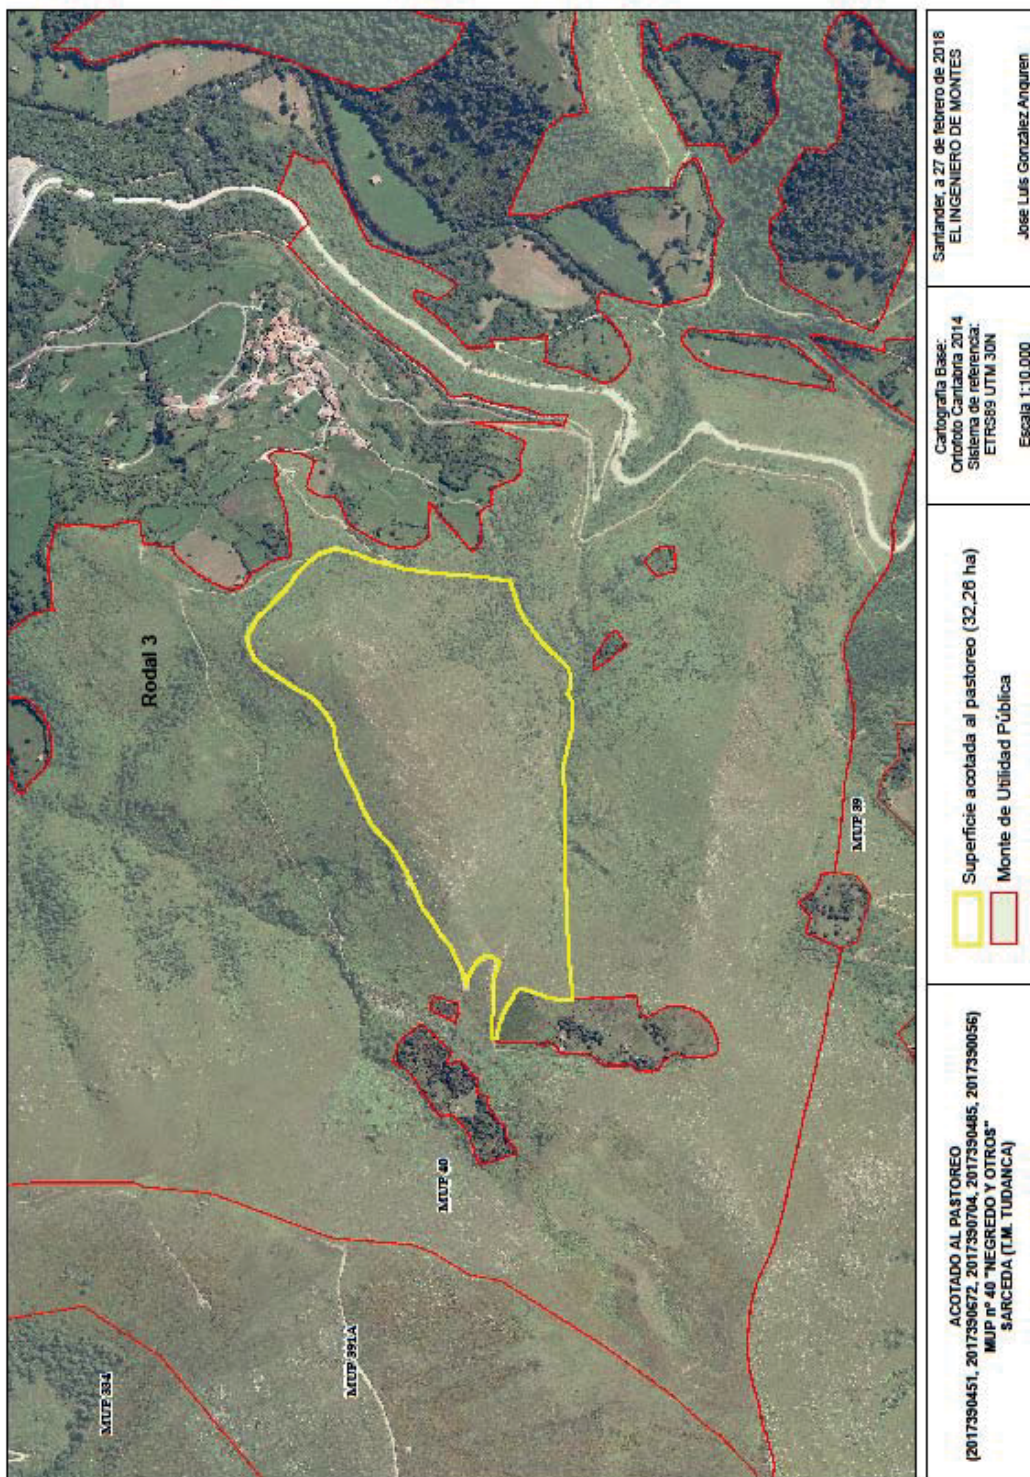 Rodal 3
MUP 40
MUP 39
MUP 391A
MUP 334
ACOTADO AL PASTOREO
(2017390451, 2017390672, 2017390704, 2017390485, 2017390056)
MUP nº 40 "NEGREDO Y OTROS"
SARCEDA (T.M. TUDANCA)
Superficie acotada al pastoreo (32,26 ha)
Monte de Utilidad Pública
Cartografía Base:
Ortofoto Cantabria 2014
Sistema de referencia:
ETRS89 UTM 30N
Escala 1:10.000
Santander, a 27 de febrero de 2018
EL INGENIERO DE MONTES
Jose Luis González Anguren